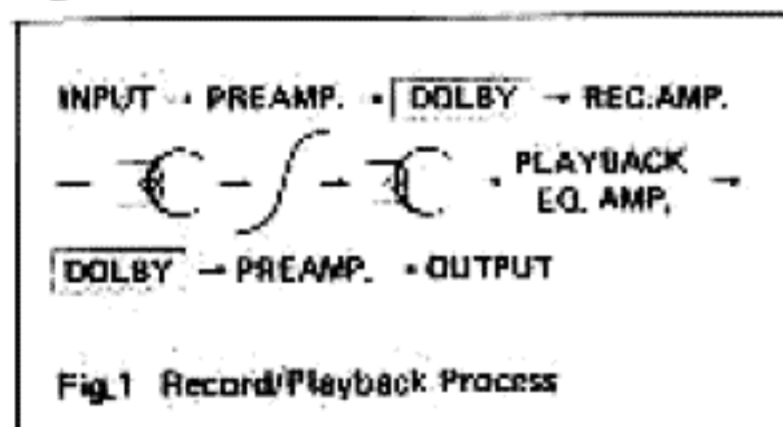 INPUT → PREAMP. → DOLBY → REC.AMP.
PLAYBACK
EQ. AMP. →
DOLBY → PREAMP. → OUTPUT
Fig.1 Record/Playback Process